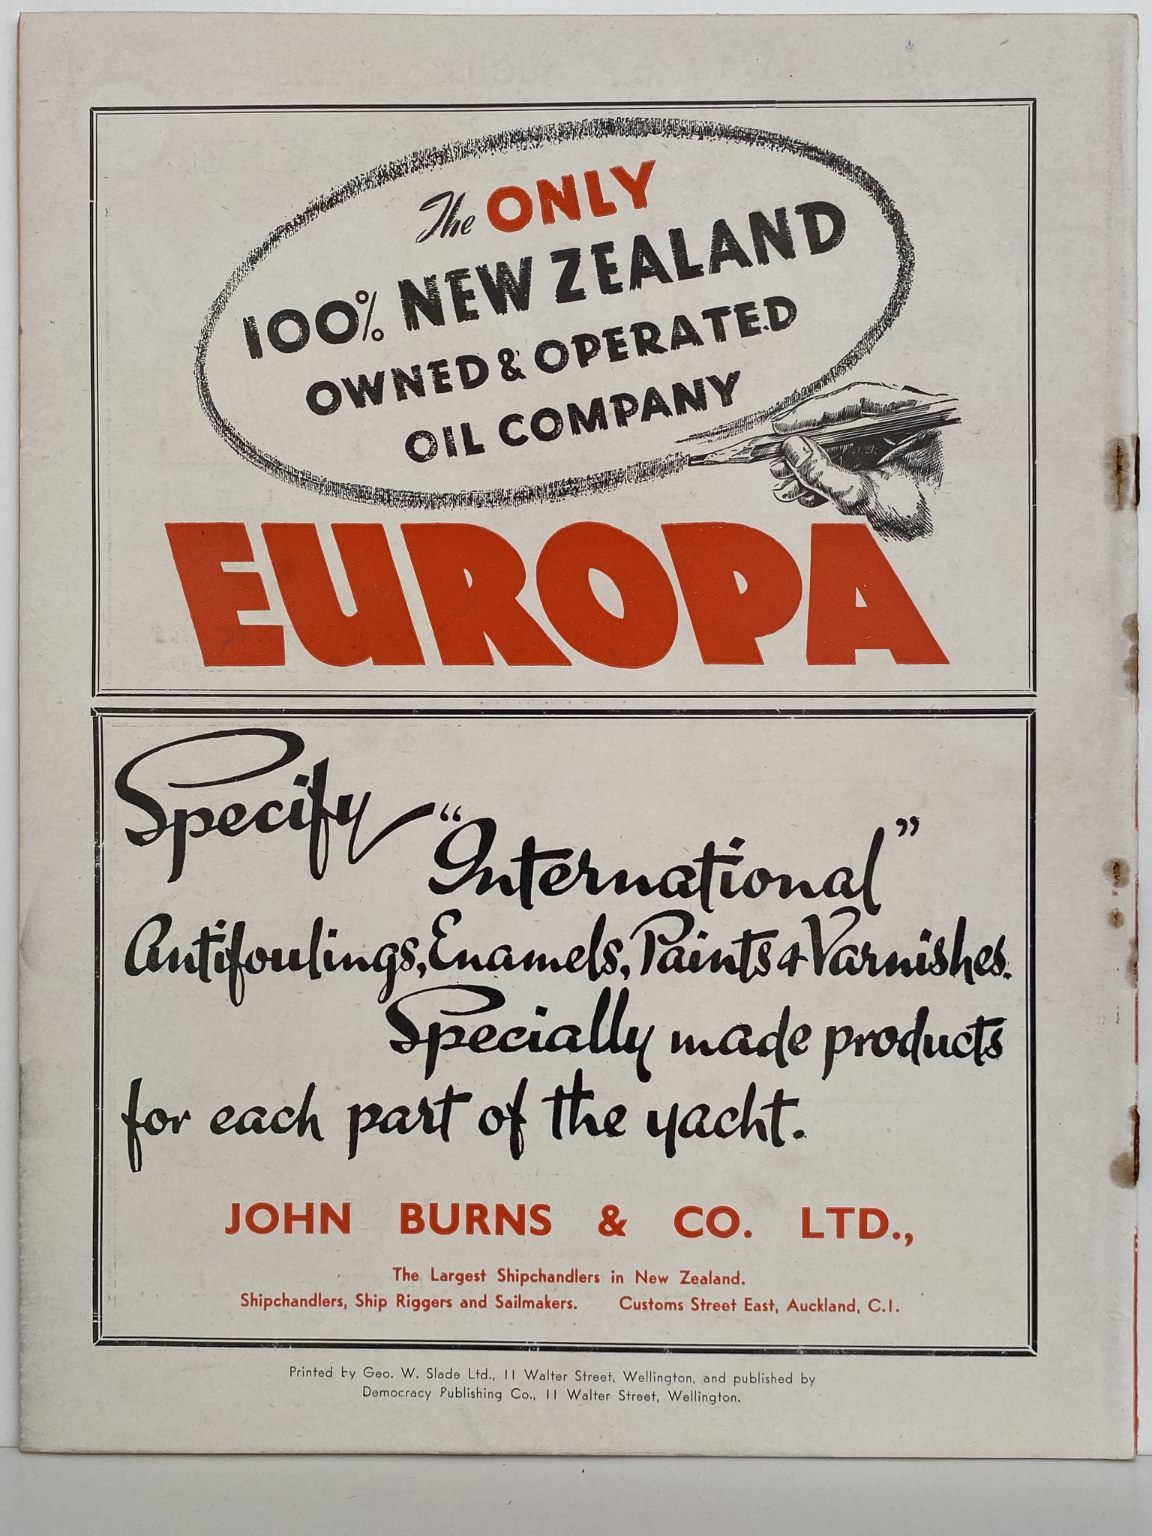 The ONLY
100% NEW ZEALAND
OWNED & OPERATED
OIL COMPANY
EUROPA
Specify "International"
Antifoulings, Enamels, Paints & Varnishes.
Specially made products
for each part of the yacht.
JOHN BURNS & CO. LTD.,
The Largest Shipchandlers in New Zealand.
Shipchandlers, Ship Riggers and Sailmakers. Customs Street East, Auckland, C.1.
Printed by Geo. W. Slade Ltd., 11 Walter Street, Wellington, and published by
Democracy Publishing Co., 11 Walter Street, Wellington.